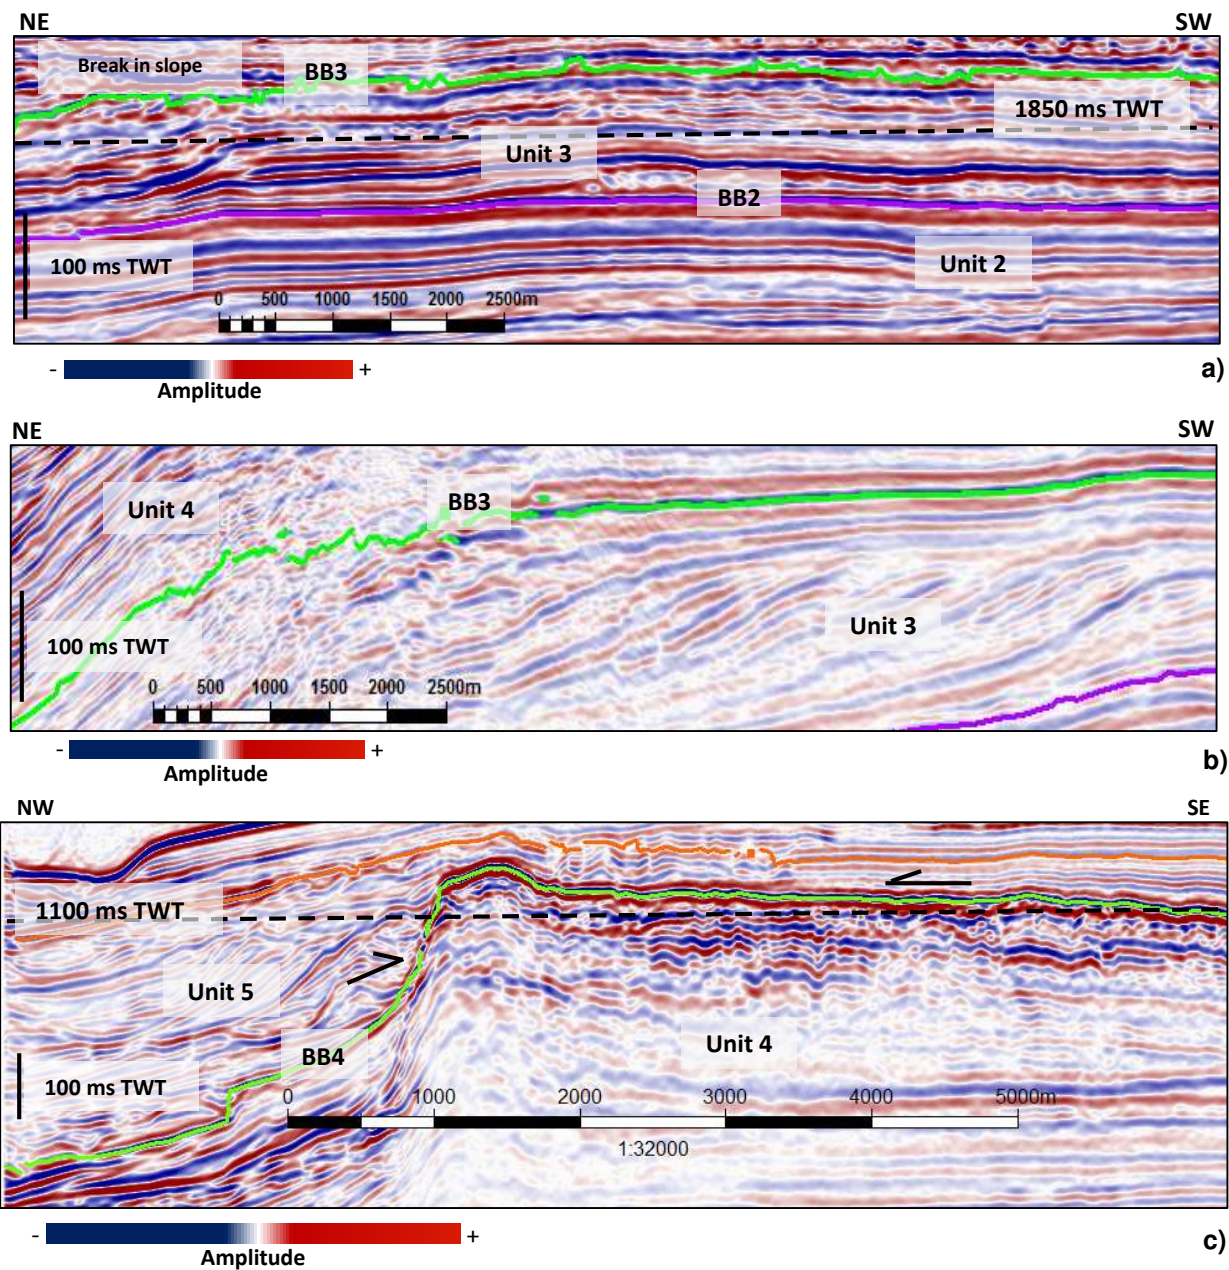 NE SW
Break in slope
BB3
1850 ms TWT
Unit 3
BB2
100 ms TWT
Unit 2
0 500 1000 1500 2000 2500m
- +
Amplitude
a)
NE SW
BB3
Unit 4
Unit 3
100 ms TWT
0 500 1000 1500 2000 2500m
- +
Amplitude
b)
NW SE
1100 ms TWT
Unit 5
Unit 4
BB4
100 ms TWT
0 1000 2000 3000 4000 5000m
1:32000
- +
Amplitude
c)